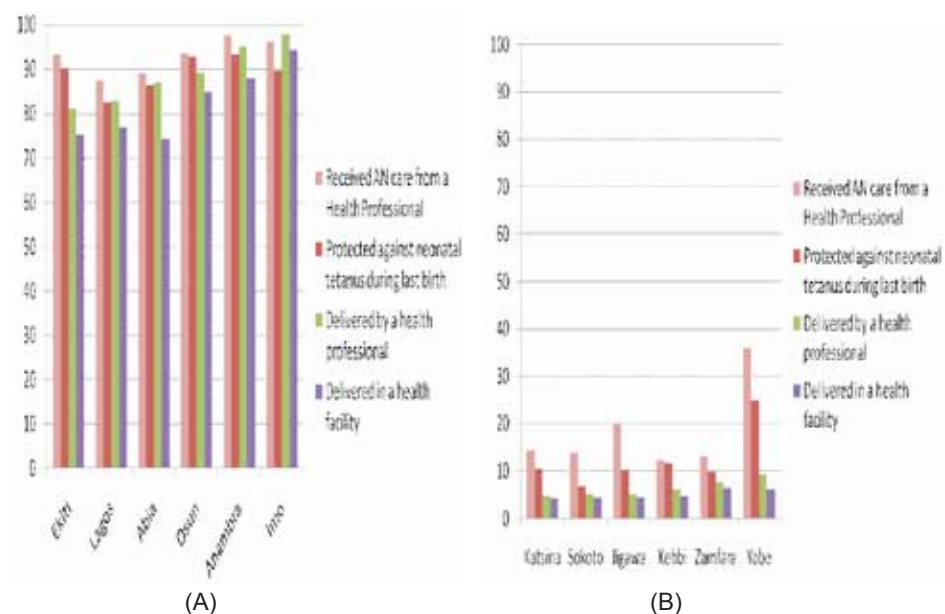 100
90
80
70
60
50
40
30
20
10
0
Ekiti
Lagos
Abia
Osun
Anambra
Imo
Received AN care from a
Health Professional
Protected against neonatal
tetanus during last birth
Delivered by a health
professional
Delivered in a health
facility
(A)
100
90
80
70
60
50
40
30
20
10
0
Katsina Sokoto Jigawa Kebbi Zamfara Yobe
Received AN care from a
Health Professional
Protected against neonatal
tetanus during last birth
Delivered by a health
professional
Delivered in a health
facility
(B)